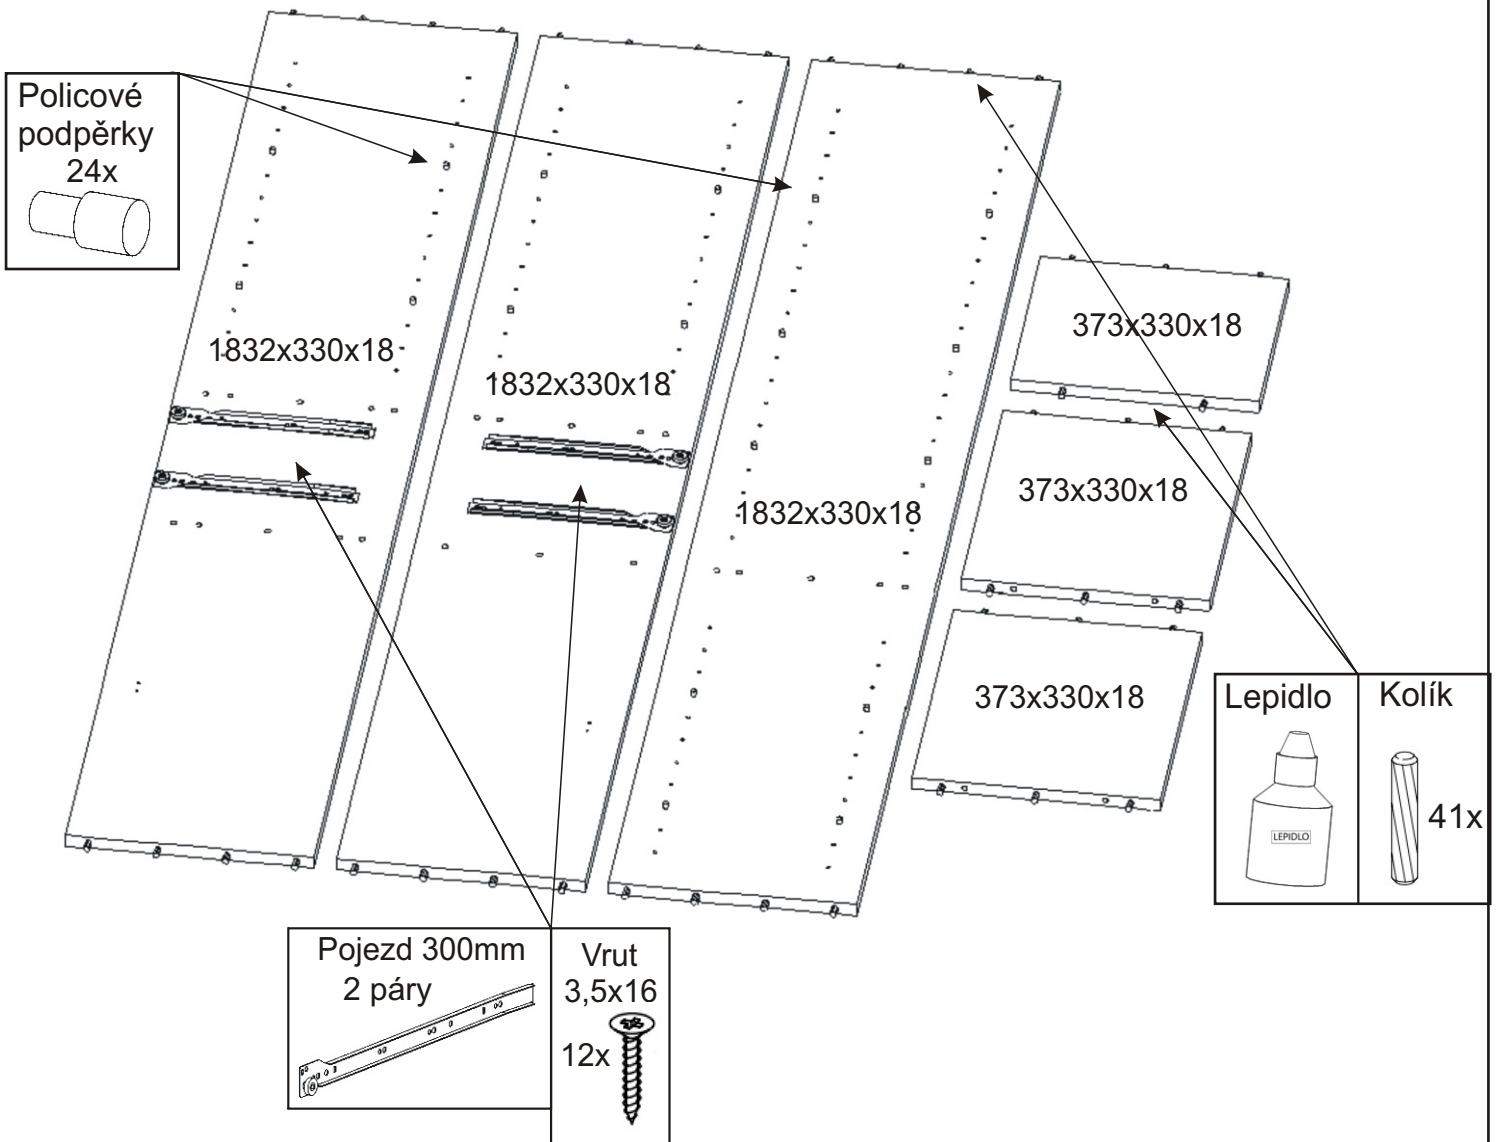 Policové
podpěrky
24x
1832x330x18
1832x330x18
1832x330x18
373x330x18
373x330x18
373x330x18
Lepidlo
LEPIDLO
Kolík
41x
Pojezd 300mm
2 páry
Vrut
3,5x16
12x